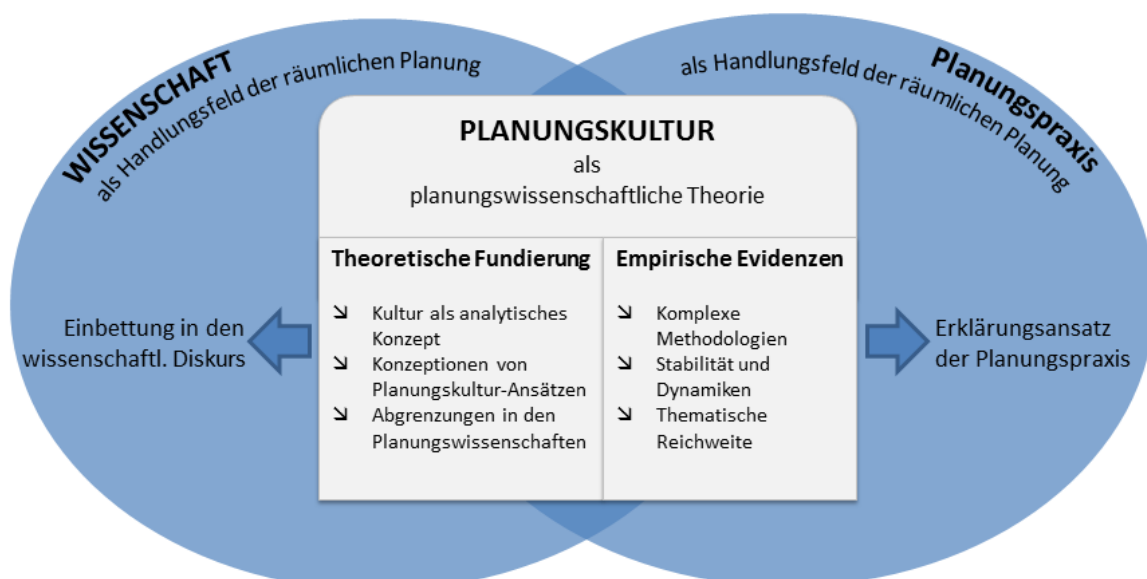 WISSENSCHAFT
als Handlungsfeld der räumlichen Planung
Planungspraxis
als Handlungsfeld der räumlichen Planung
PLANUNGSKULTUR
als
planungswissenschaftliche Theorie
Theoretische Fundierung
Kultur als analytisches
Konzept
Konzeptionen von
Planungskultur-Ansätzen
Abgrenzungen in den
Planungswissenschaften
Empirische Evidenzen
Komplexe
Methodologien
Stabilität und
Dynamiken
Thematische
Reichweite
Einbettung in den
wissenschaftl. Diskurs
Erklärungsansatz
der Planungspraxis